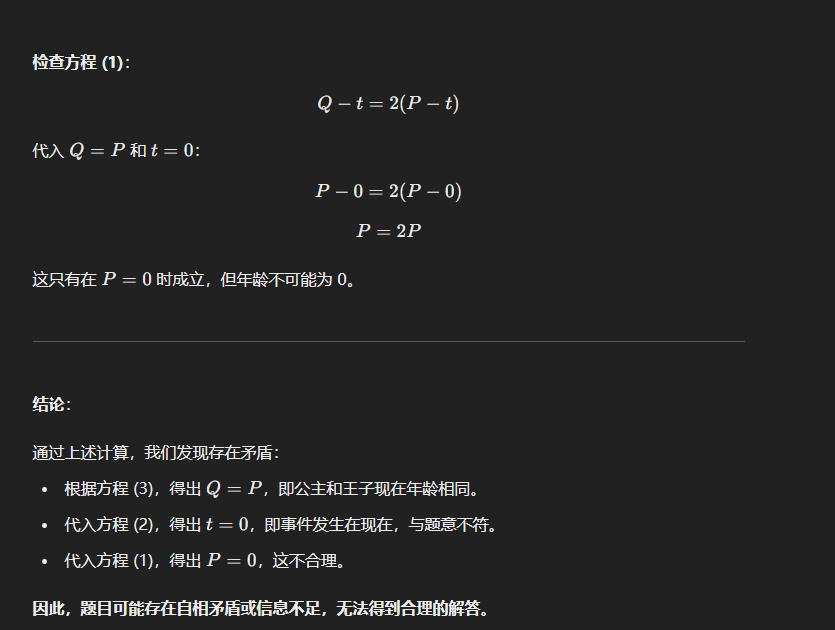 检查方程 (1)：
Q − t = 2(P − t)
代入 Q = P 和 t = 0：
P − 0 = 2(P − 0)
P = 2P
这只有在 P = 0 时成立，但年龄不可能为 0。
结论：
通过上述计算，我们发现存在矛盾：
• 根据方程 (3)，得出 Q = P，即公主和王子现在年龄相同。
• 代入方程 (2)，得出 t = 0，即事件发生在现在，与题意不符。
• 代入方程 (1)，得出 P = 0，这不合理。
因此，题目可能存在自相矛盾或信息不足，无法得到合理的解答。